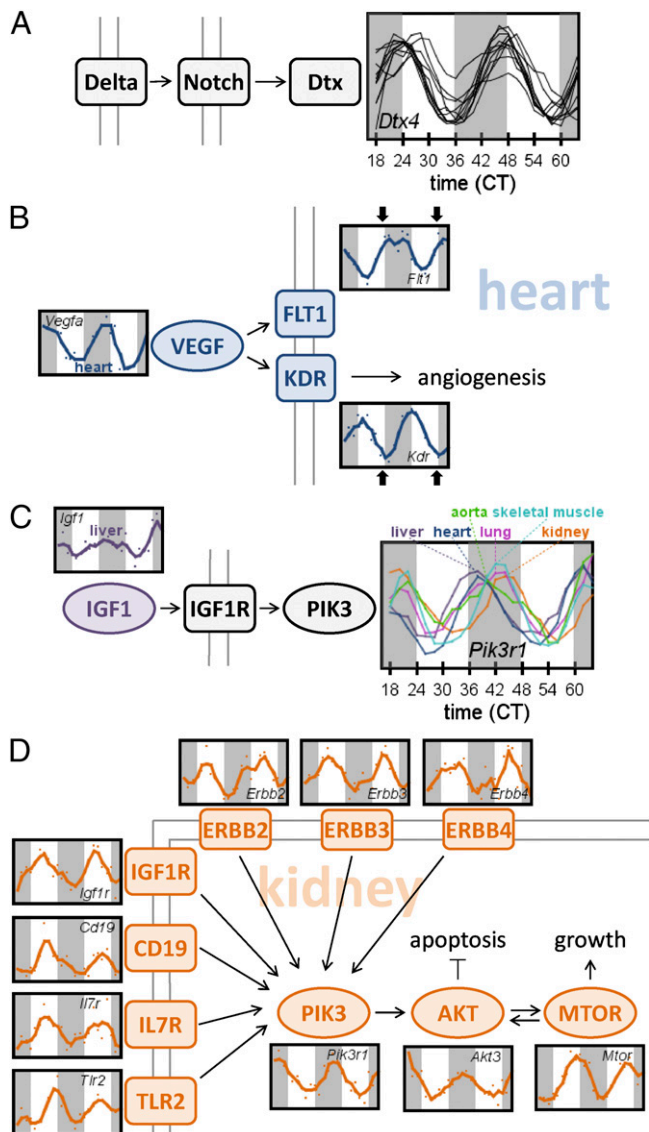 A
Delta
Notch
Dtx
Dtx4
18 24 30 36 42 48 54 60
time (CT)
B
Flt1
heart
FLT1
Vegfa
heart
VEGF
KDR
angiogenesis
Kdr
C
Igf1
liver
aorta skeletal muscle
liver heart lung kidney
IGF1
IGF1R
PIK3
Pik3r1
18 24 30 36 42 48 54 60
time (CT)
D
Erbb2
Erbb3
Erbb4
ERBB2
ERBB3
ERBB4
IGF1R
Igf1r
kidney
Cd19
CD19
apoptosis
growth
Il7r
IL7R
PIK3
AKT
MTOR
Tlr2
TLR2
Pik3r1
Akt3
Mtor